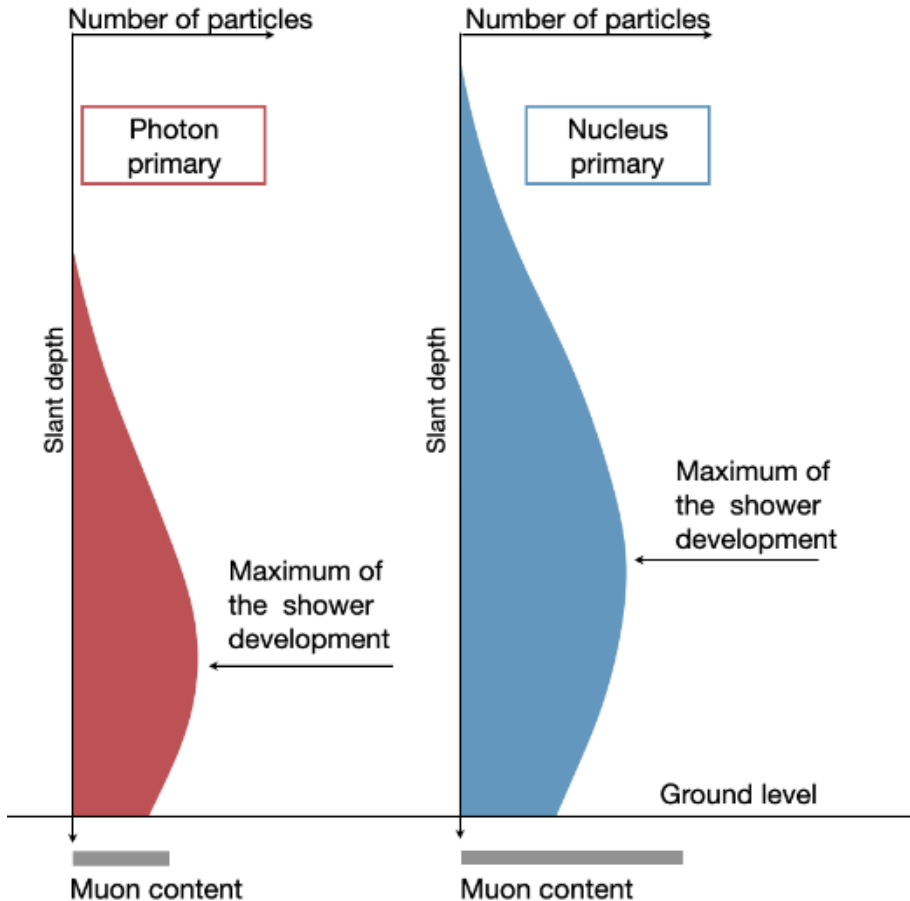 Number of particles
Number of particles
Photon
primary
Nucleus
primary
Slant depth
Slant depth
Maximum of
the shower
development
Maximum of
the shower
development
Ground level
Muon content
Muon content